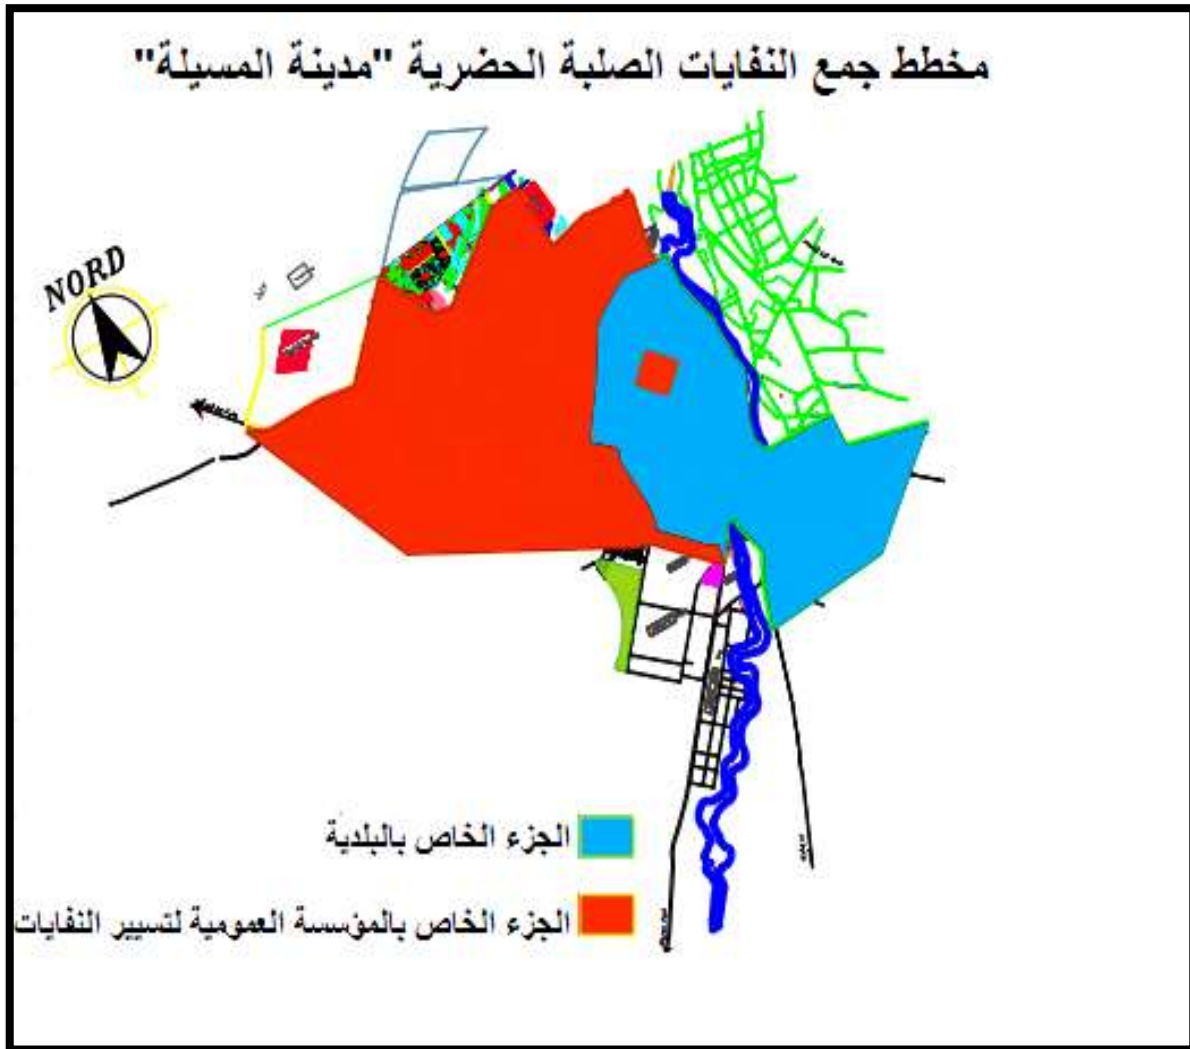 مخطط جمع النفايات الصلبة الحضرية "مدينة المسيلة"
NORD
الجزء الخاص بالبلدية
الجزء الخاص بالمؤسسة العمومية لتسيير النفايات